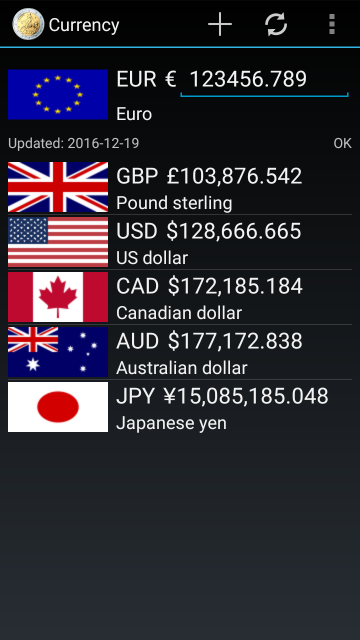 Currency
EUR € 123456.789
Euro
Updated: 2016-12-19 OK
GBP £103,876.542
Pound sterling
USD $128,666.665
US dollar
CAD $172,185.184
Canadian dollar
AUD $177,172.838
Australian dollar
JPY ¥15,085,185.048
Japanese yen